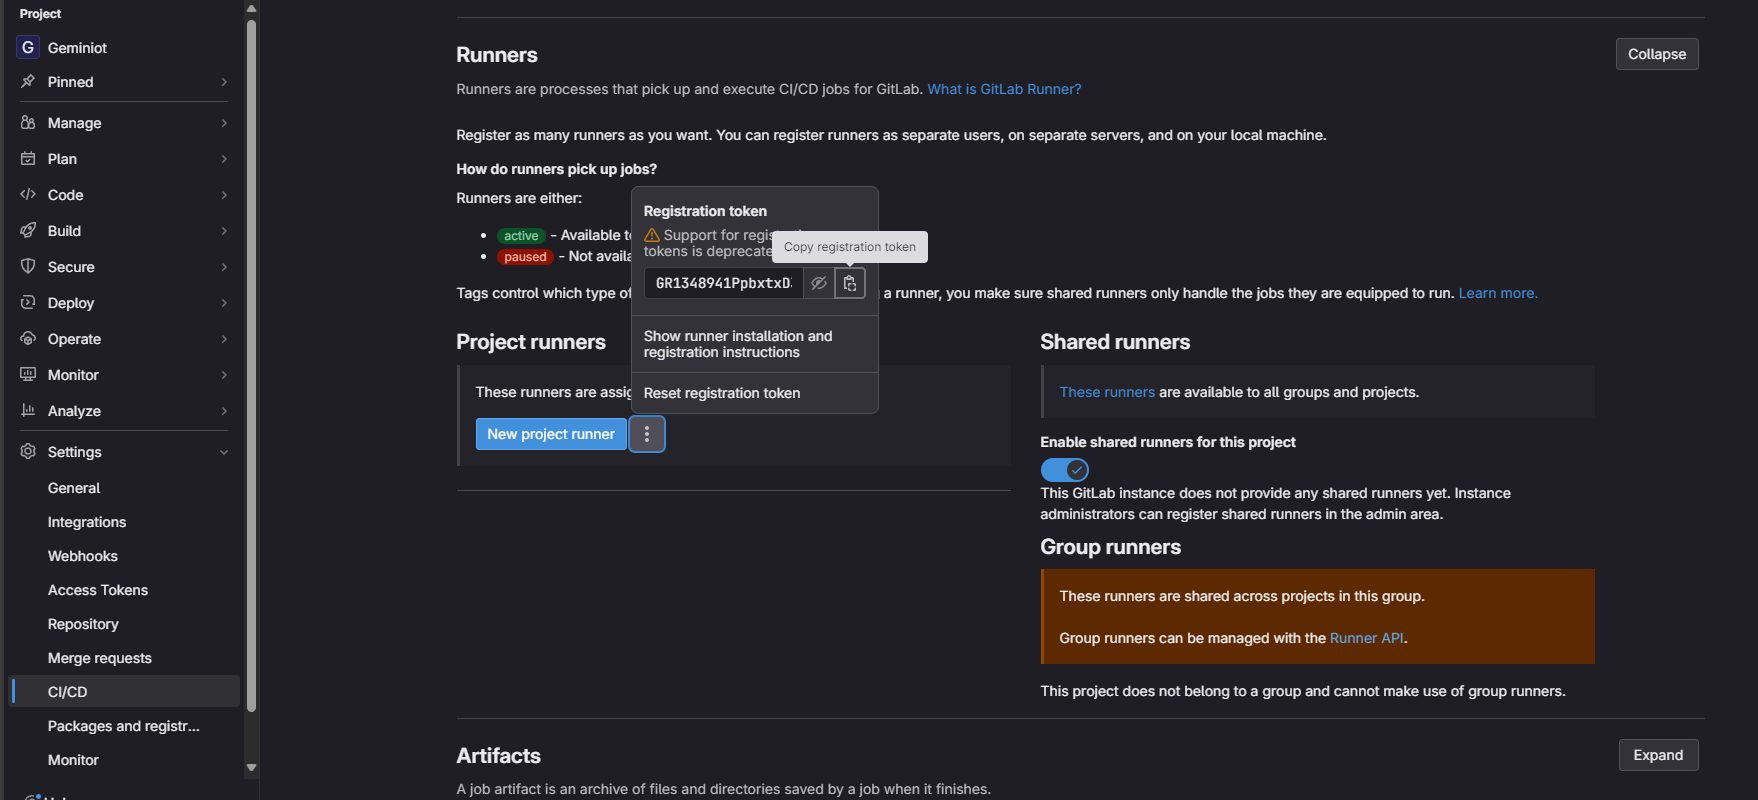 Project
G Geminiot
Pinned
Manage
Plan
Code
Build
Secure
Deploy
Operate
Monitor
Analyze
Settings
General
Integrations
Webhooks
Access Tokens
Repository
Merge requests
CI/CD
Packages and registr...
Monitor
Runners
Collapse
Runners are processes that pick up and execute CI/CD jobs for GitLab. What is GitLab Runner?
Register as many runners as you want. You can register runners as separate users, on separate servers, and on your local machine.
How do runners pick up jobs?
Runners are either:
active - Available
paused - Not
Tags control which type of
a runner, you make sure shared runners only handle the jobs they are equipped to run. Learn more.
Registration token
Support for
tokens is
Copy registration token
GR1348941PpbxtxD
Show runner installation and
registration instructions
Reset registration token
Project runners
These runners are
New project runner
Shared runners
These runners are available to all groups and projects.
Enable shared runners for this project
This GitLab instance does not provide any shared runners yet. Instance
administrators can register shared runners in the admin area.
Group runners
These runners are shared across projects in this group.
Group runners can be managed with the Runner API.
This project does not belong to a group and cannot make use of group runners.
Artifacts
Expand
A job artifact is an archive of files and directories saved by a job when it finishes.